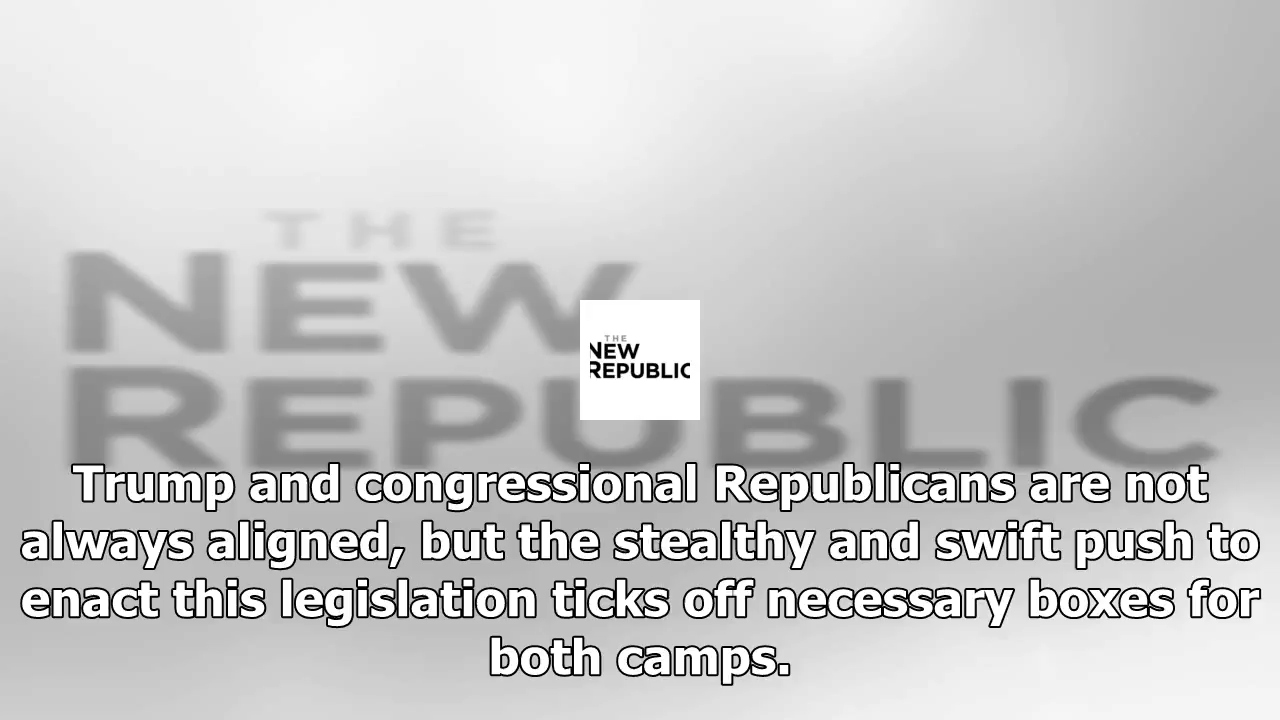 THE
NEW
REPUBLIC
THE
NEW
REPUBLIC
Trump and congressional Republicans are not
always aligned, but the stealthy and swift push to
enact this legislation ticks off necessary boxes for
both camps.